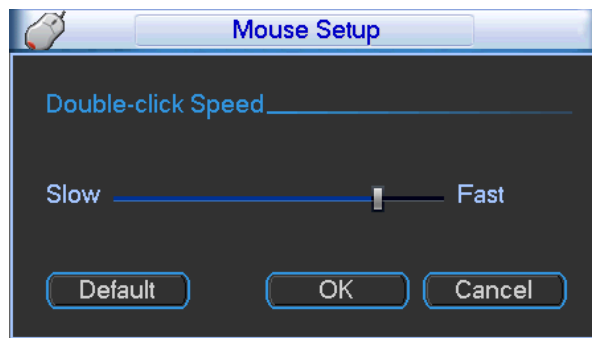 Mouse Setup
Double-click Speed
Slow Fast
Default OK Cancel